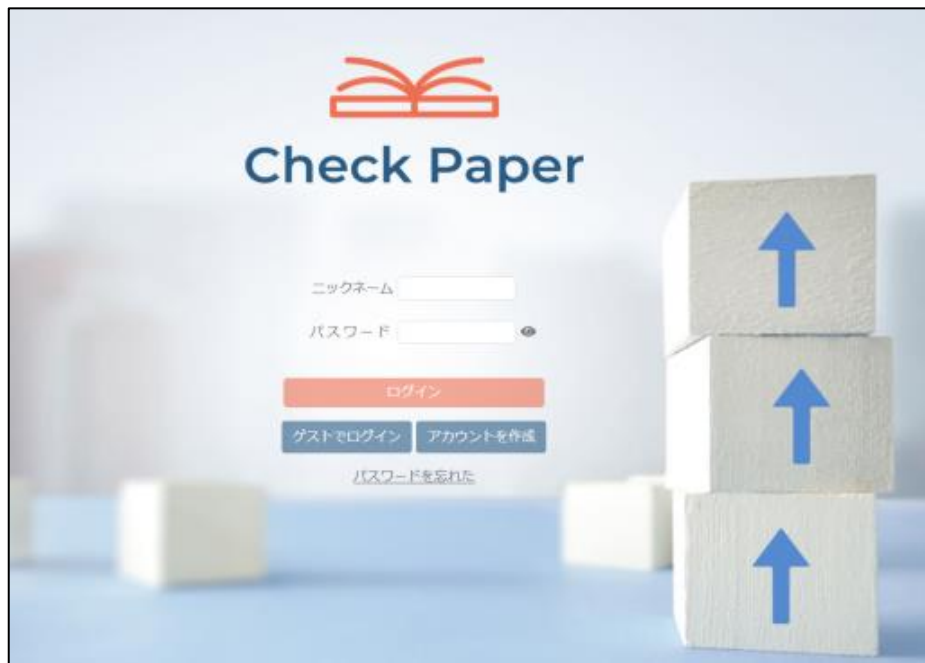 Check Paper
ニックネーム
パスワード
ログイン
ゲストでログイン アカウントを作成
パスワードを忘れた